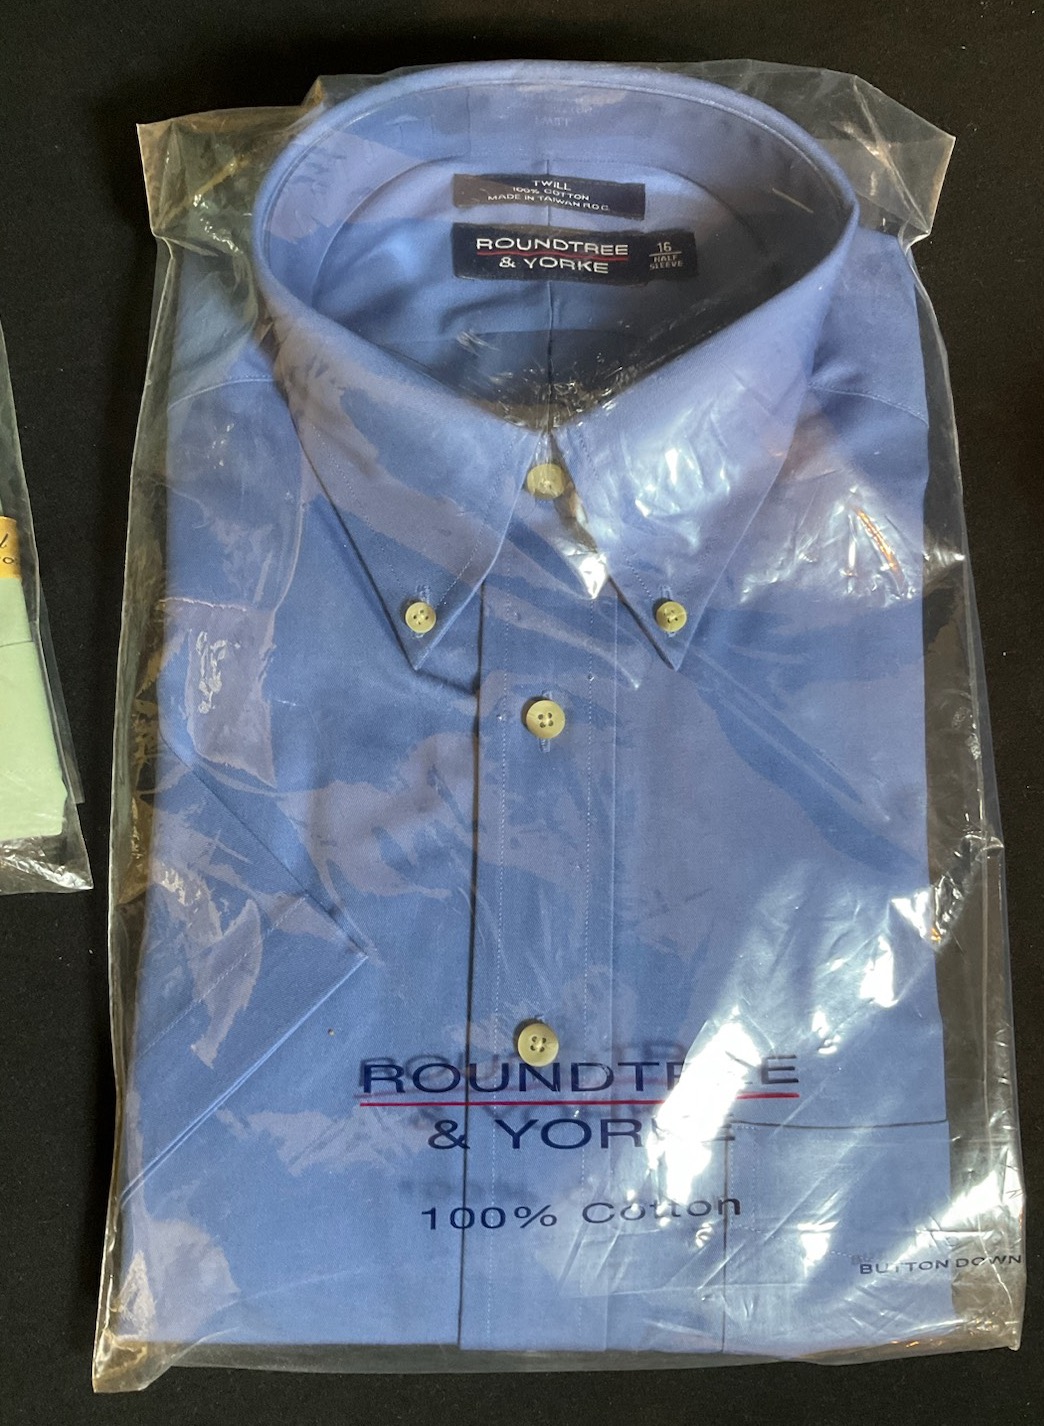 TWILL
100% COTTON
MADE IN TAIWAN R.O.C.
ROUNDTREE
& YORKE
16
HALF
SLEEVE
ROUNDTREE
& YORKE
100% Cotton
BUTTON DOWN